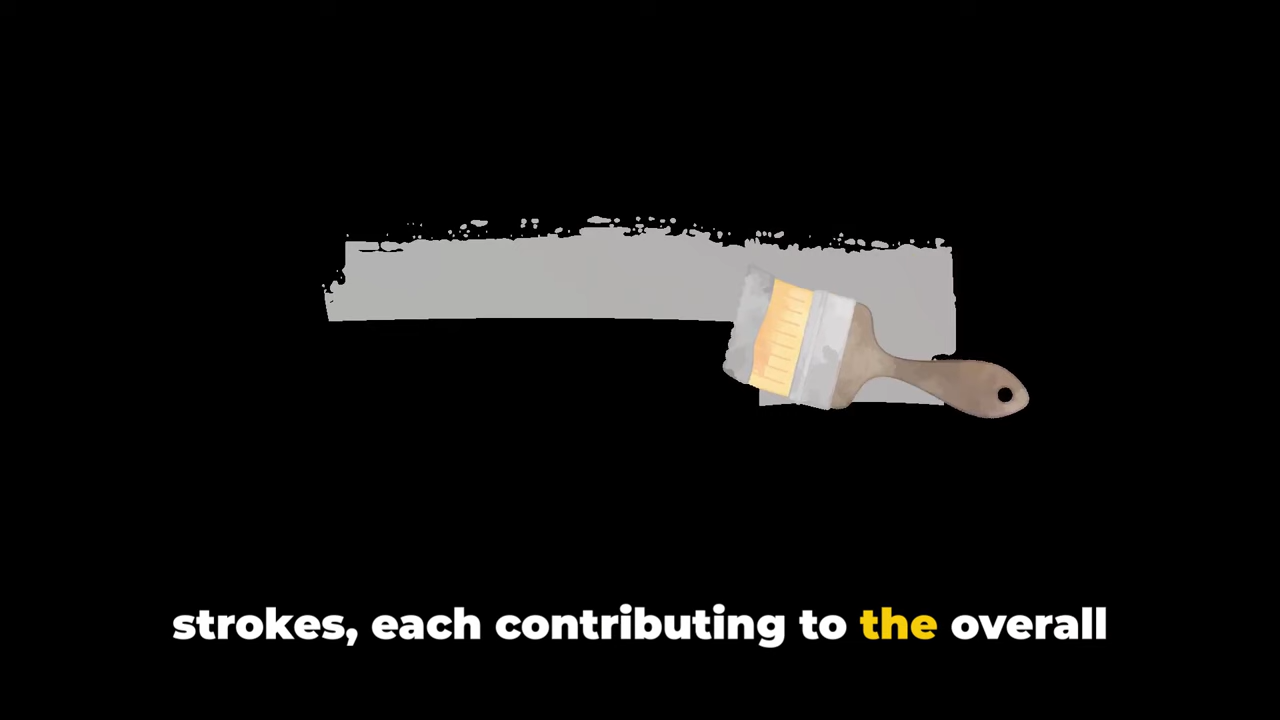 strokes, each contributing to the overall